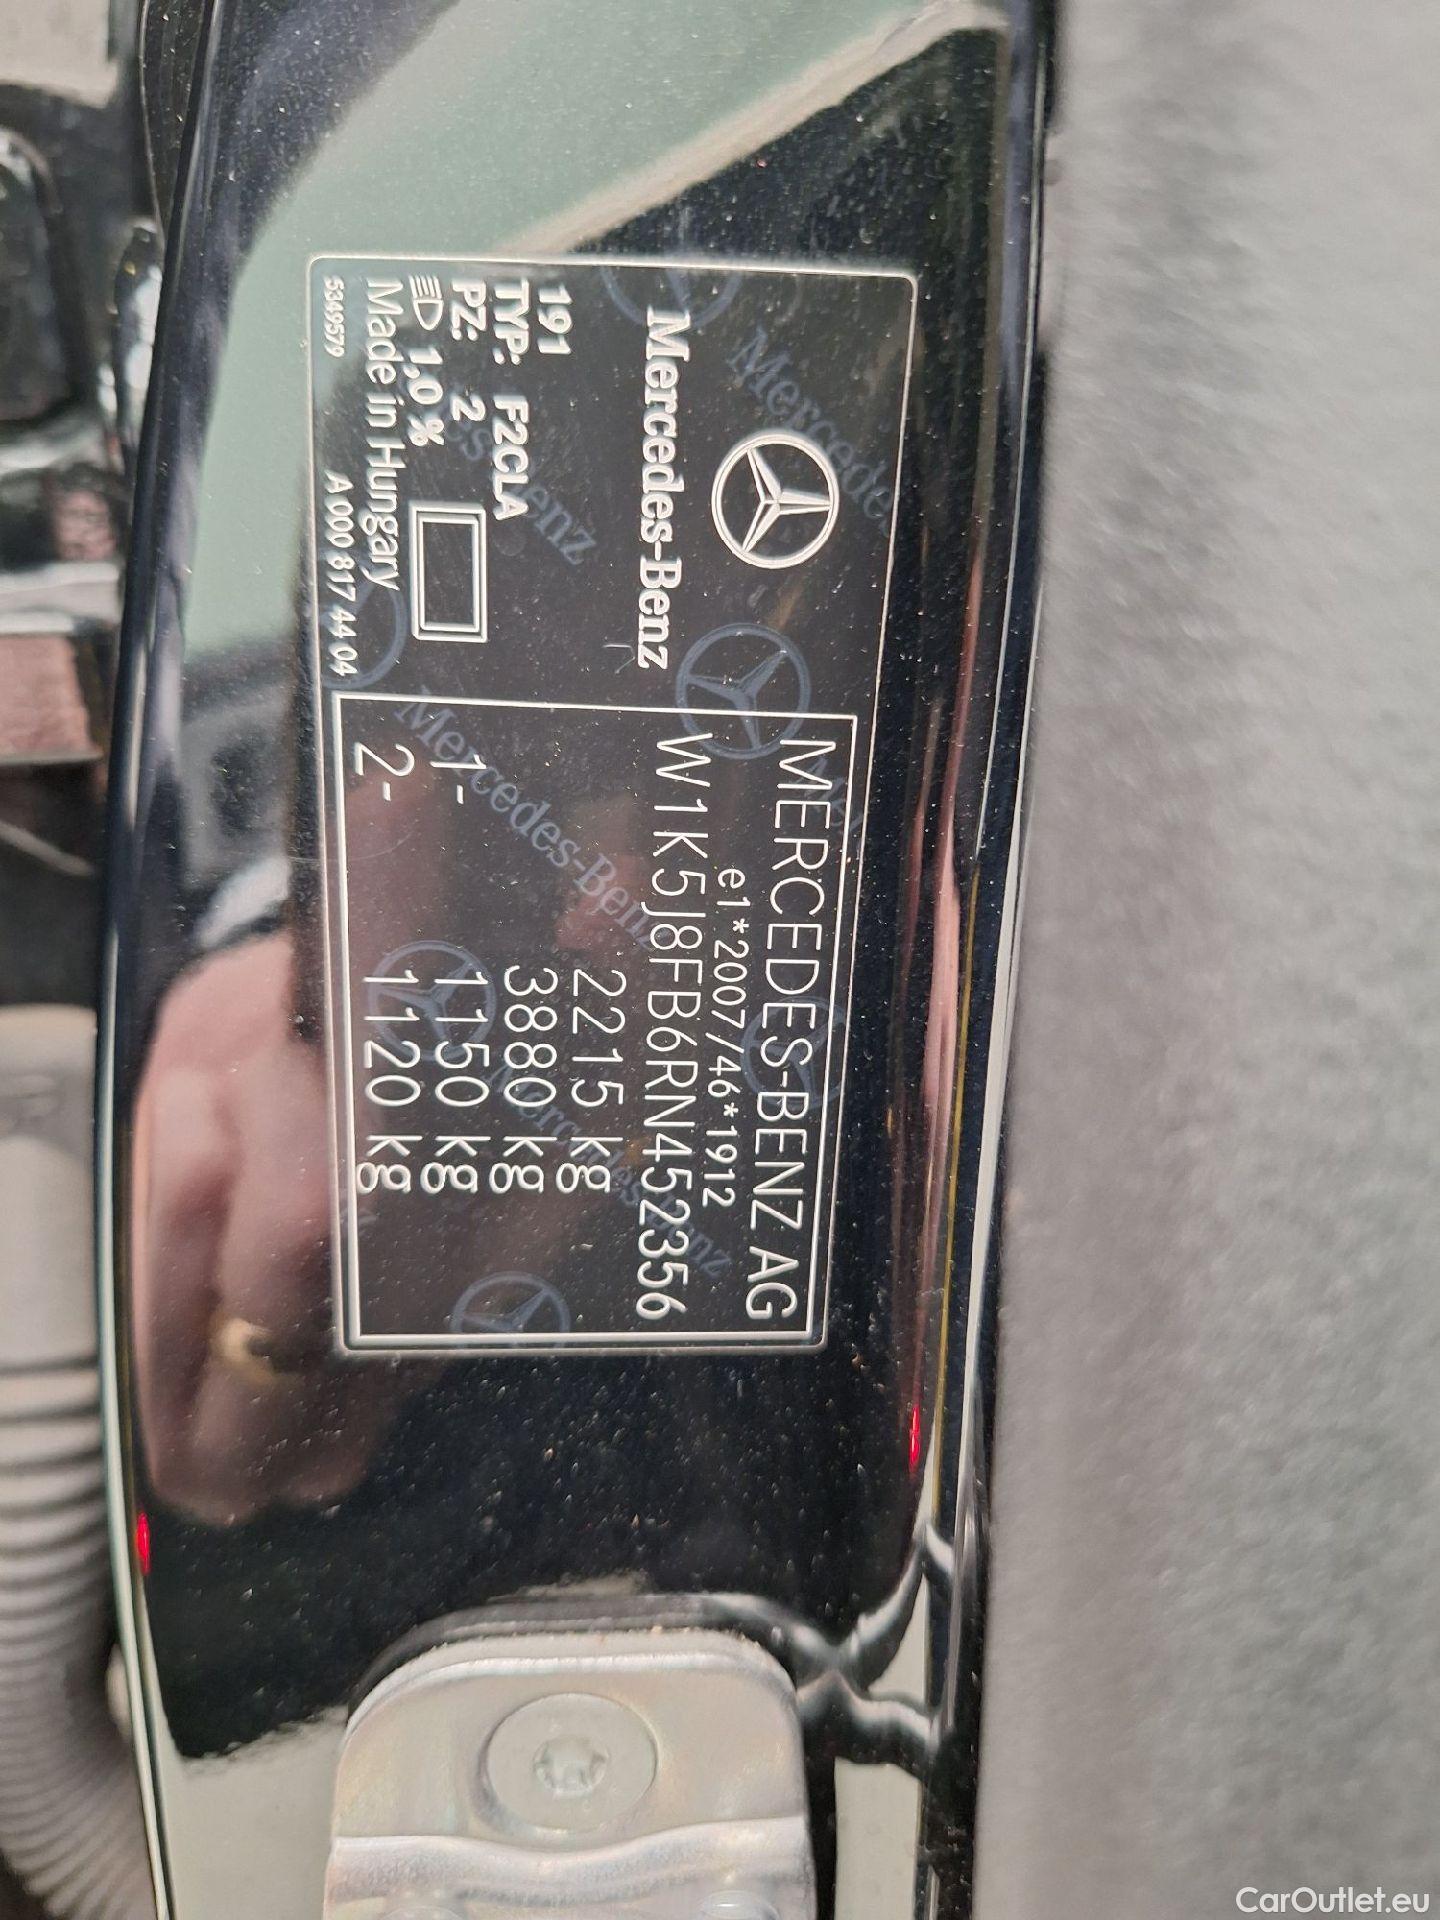 Mercedes-Benz
191
TYP: F2CLA
PZ: 2
1,0%
Made in Hungary
5349579 A 000 817 44 04
MERCEDES-BENZ AG
e1*2007/46*1912
W1K5J8FB6RN452356
2215 kg
3880 kg
1- 1150 kg
2- 1120 kg
CarOutlet.eu